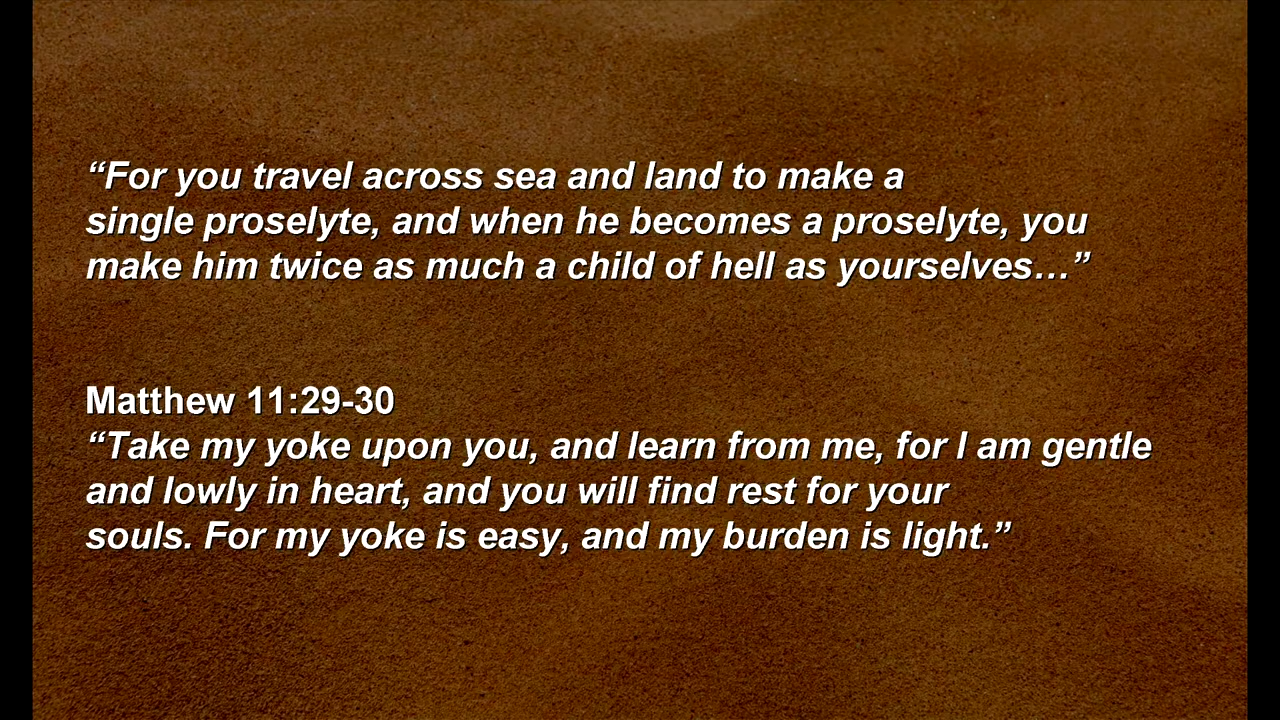 “For you travel across sea and land to make a
single proselyte, and when he becomes a proselyte, you
make him twice as much a child of hell as yourselves…”
Matthew 11:29-30
“Take my yoke upon you, and learn from me, for I am gentle
and lowly in heart, and you will find rest for your
souls. For my yoke is easy, and my burden is light.”